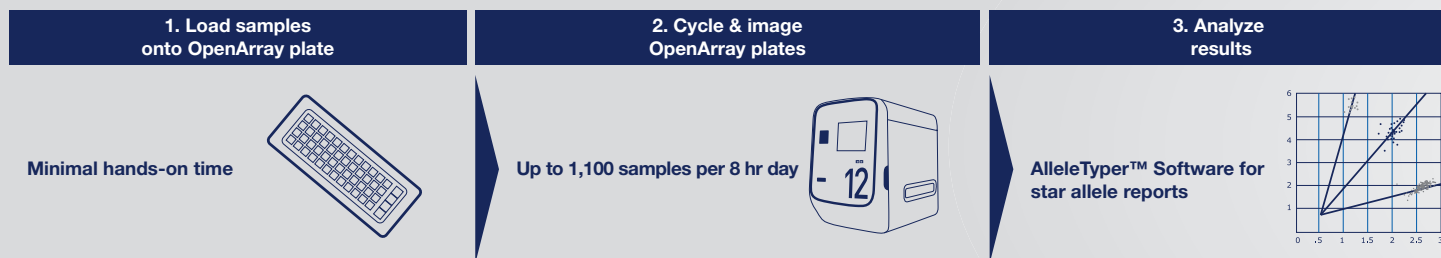 1. Load samples
onto OpenArray plate
2. Cycle & image
OpenArray plates
3. Analyze
results
Minimal hands-on time
Up to 1,100 samples per 8 hr day
12
AlleleTyper™ Software for
star allele reports
6
5
4
3
2
1
0 .5 1 1.5 2 2.5 3